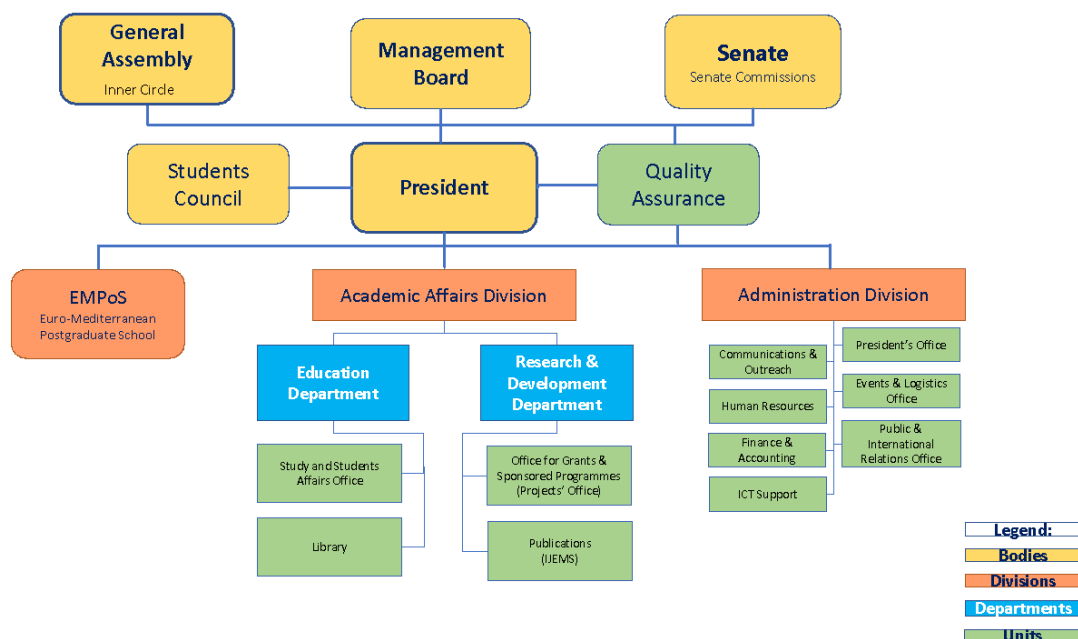 General
Assembly
Inner Circle
Management
Board
Senate
Senate Commissions
Students
Council
President
Quality
Assurance
EMPoS
Euro-Mediterranean
Postgraduate School
Academic Affairs Division
Administration Division
Education
Department
Research &
Development
Department
Study and Students
Affairs Office
Library
Office for Grants &
Sponsored Programmes
(Projects' Office)
Publications
(IJEMS)
Communications &
Outreach
Human Resources
Finance &
Accounting
ICT Support
President's Office
Events & Logistics
Office
Public &
International
Relations Office
Legend:
Bodies
Divisions
Departments
Units